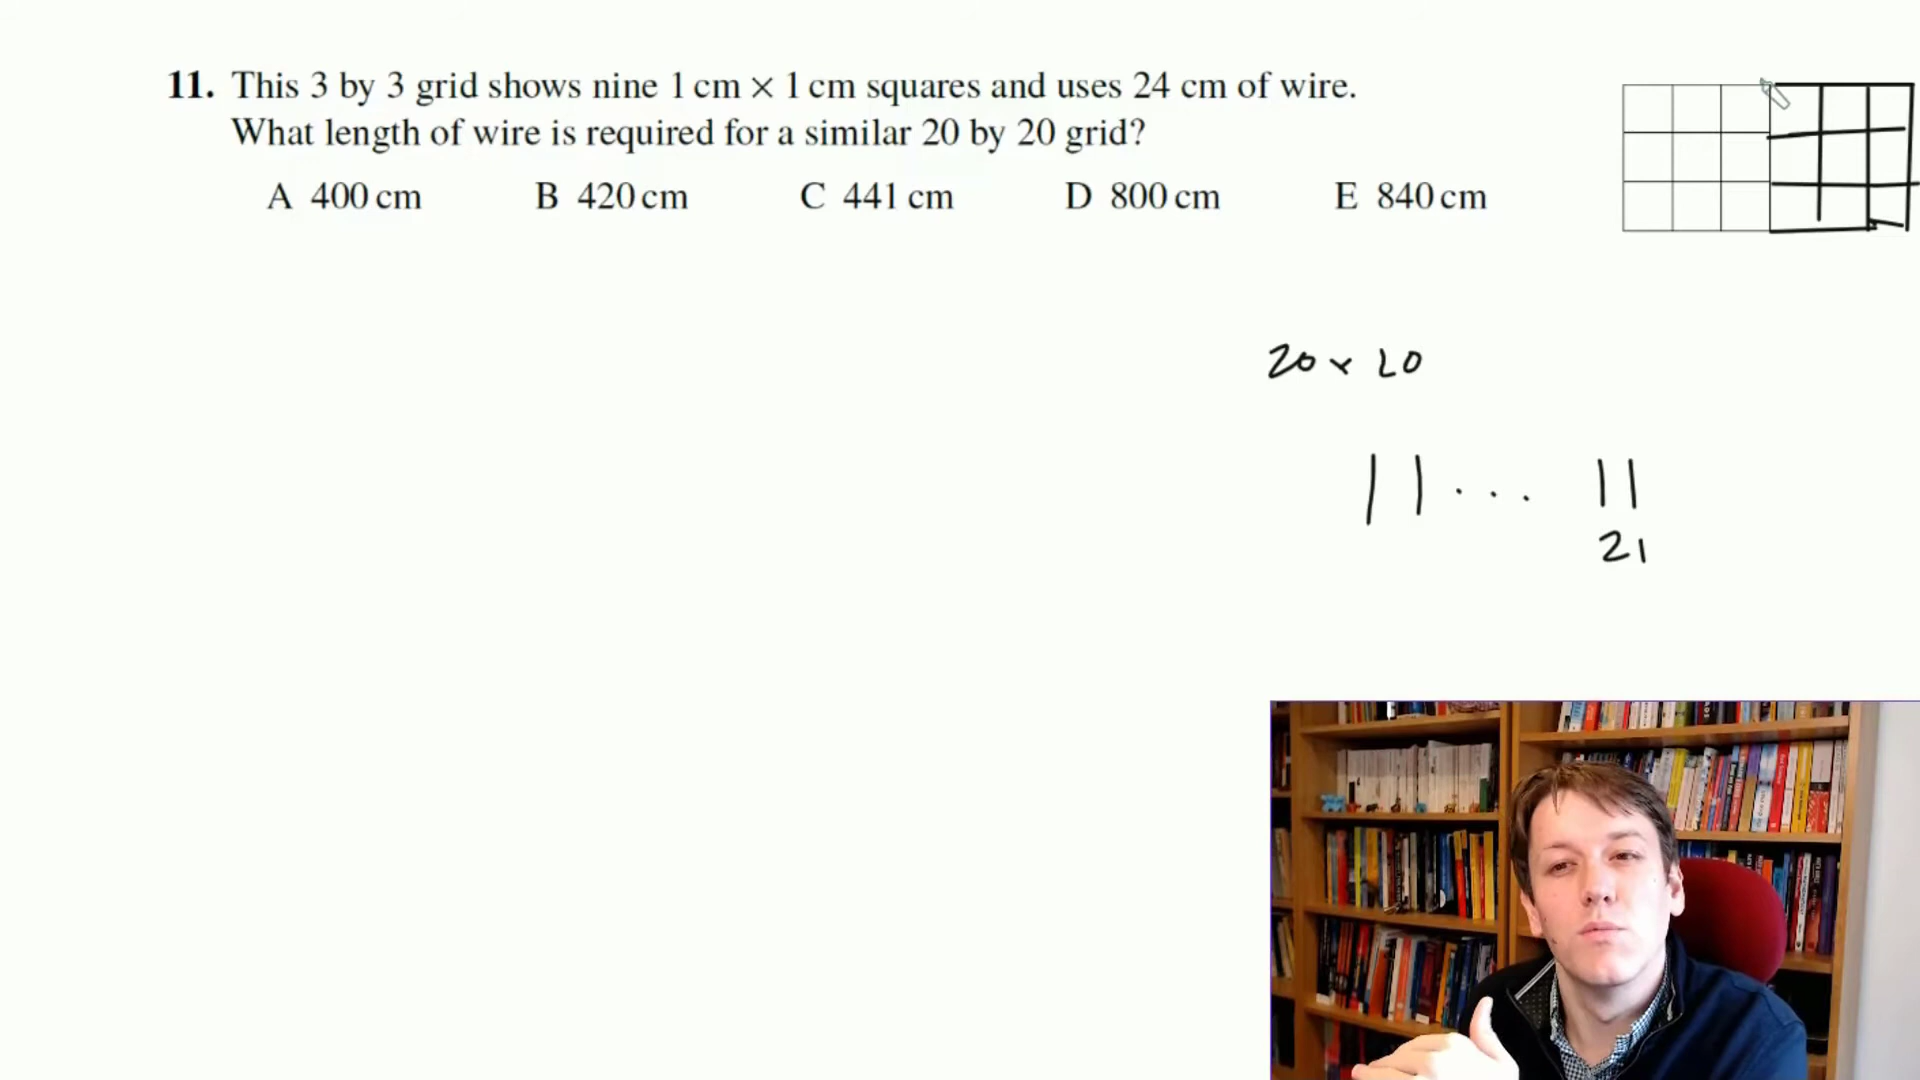 11. This 3 by 3 grid shows nine 1 cm × 1 cm squares and uses 24 cm of wire.
What length of wire is required for a similar 20 by 20 grid?
A 400 cm B 420 cm C 441 cm D 800 cm E 840 cm
20 × 20
| | . . . | |
21